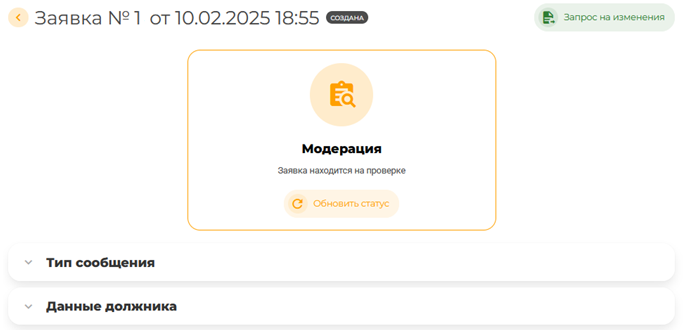 Заявка № 1 от 10.02.2025 18:55 СОЗДАНА
Запрос на изменения
Модерация
Заявка находится на проверке
Обновить статус
Тип сообщения
Данные должника